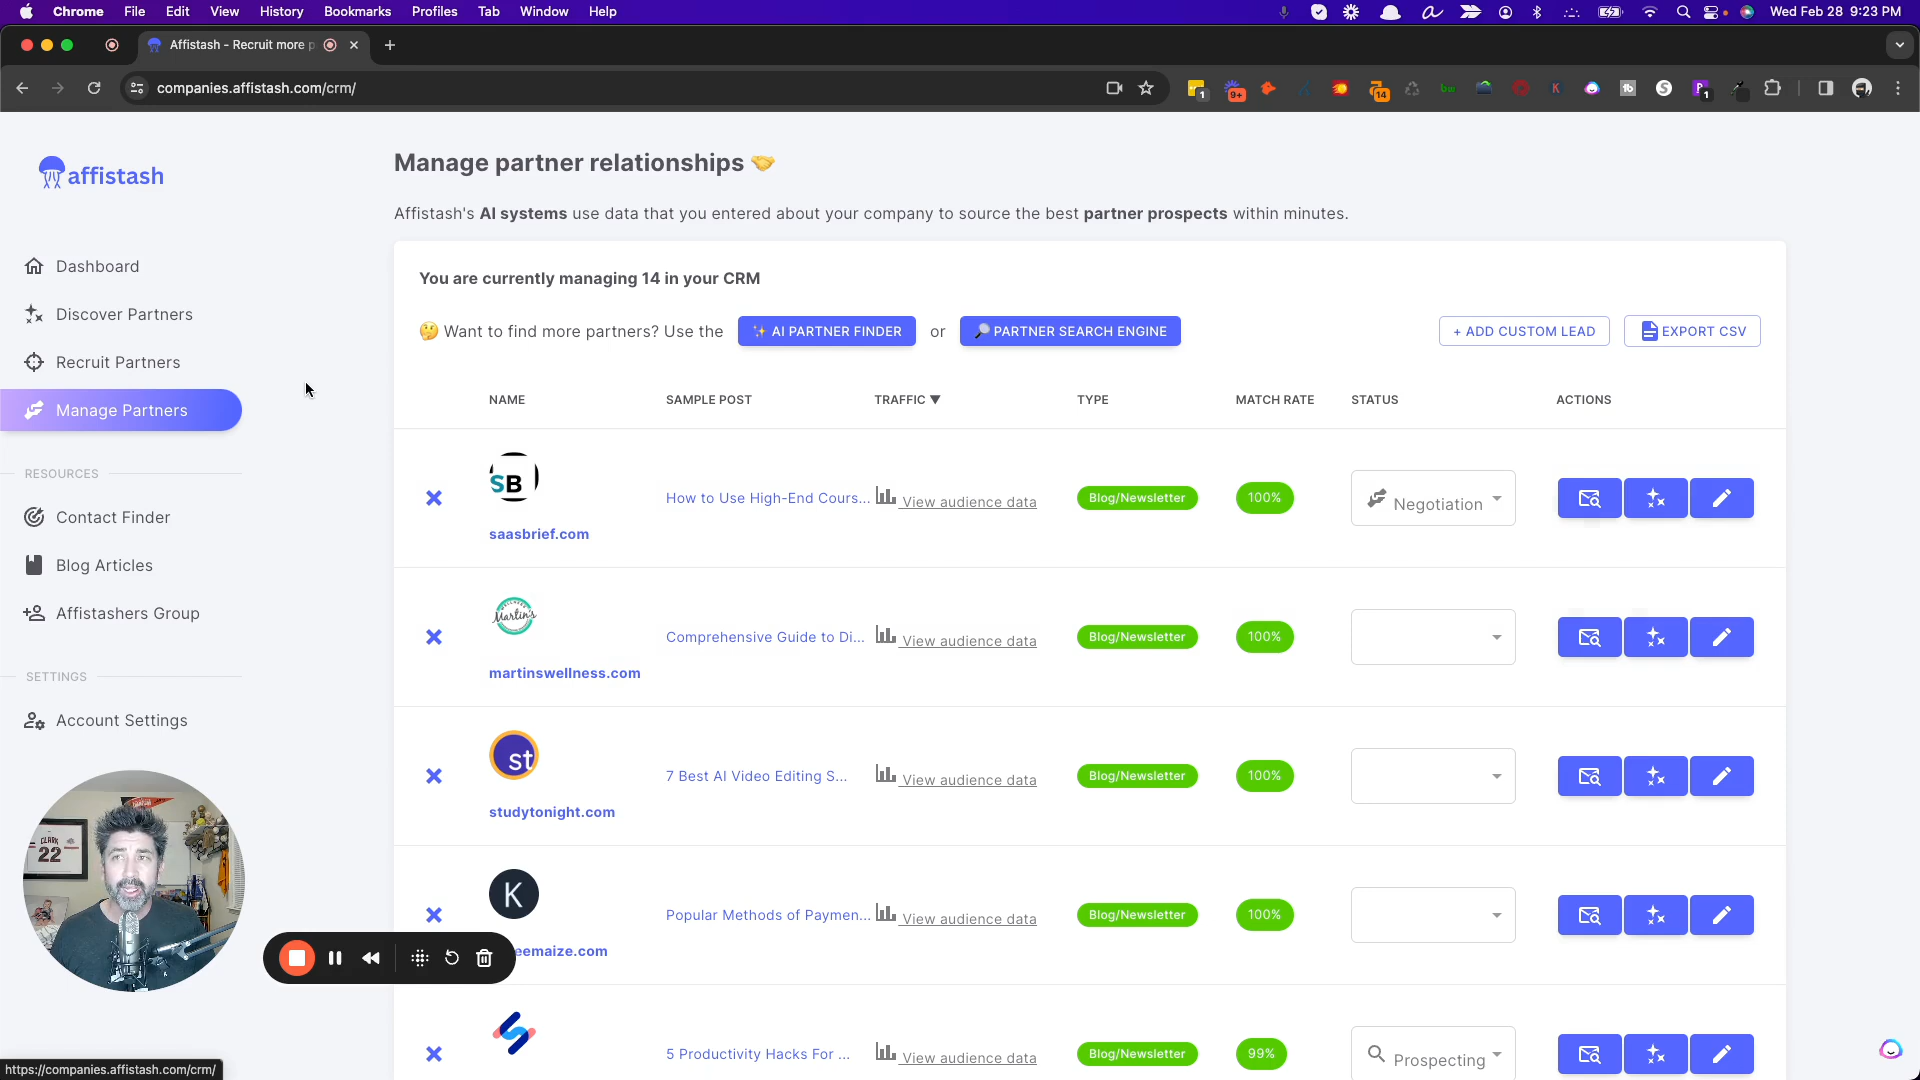 Chrome File Edit View History Bookmarks Profiles Tab Window Help
Wed Feb 28 9:23 PM
Affistash - Recruit more p
companies.affistash.com/crm/
1 9+ 14 1
affistash
Dashboard
Discover Partners
Recruit Partners
Manage Partners
RESOURCES
Contact Finder
Blog Articles
Affistashers Group
SETTINGS
Account Settings
CLARK
22
https://companies.affistash.com/crm/
Manage partner relationships
Affistash's AI systems use data that you entered about your company to source the best partner prospects within minutes.
You are currently managing 14 in your CRM
Want to find more partners? Use the AI PARTNER FINDER or PARTNER SEARCH ENGINE + ADD CUSTOM LEAD EXPORT CSV
NAME SAMPLE POST TRAFFIC ▼ TYPE MATCH RATE STATUS ACTIONS
SB
saasbrief.com
How to Use High-End Cours... View audience data Blog/Newsletter 100% Negotiation
Martin's
martinswellness.com
Comprehensive Guide to Di... View audience data Blog/Newsletter 100%
st
studytonight.com
7 Best AI Video Editing S... View audience data Blog/Newsletter 100%
K
eemaize.com
Popular Methods of Paymen... View audience data Blog/Newsletter 100%
5 Productivity Hacks For ... View audience data Blog/Newsletter 99% Prospecting